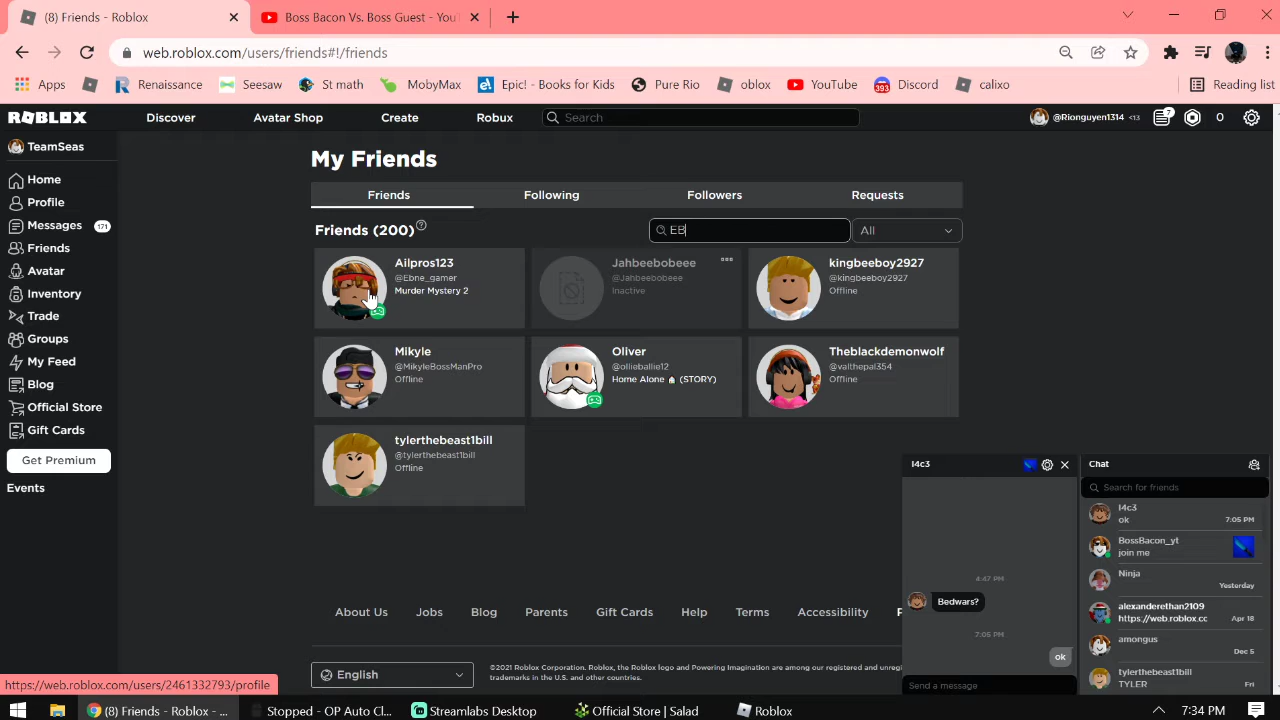 (8) Friends - Roblox
Boss Bacon Vs. Boss Guest - YouT
web.roblox.com/users/friends#!/friends
Apps
Renaissance
Seesaw
St math
MobyMax
Epic! - Books for Kids
Pure Rio
oblox
YouTube
393
Discord
calixo
Reading list
ROBLOX
Discover
Avatar Shop
Create
Robux
Search
@Rionguyen1314 <13
7
0
TeamSeas
Home
Profile
Messages 171
Friends
Avatar
Inventory
Trade
Groups
My Feed
Blog
Official Store
Gift Cards
Get Premium
Events
My Friends
Friends
Following
Followers
Requests
Friends (200) ?
EB
All
Ailpros123
@Ebne_gamer
Murder Mystery 2
Jahbeebobeee
@Jahbeebobeee
Inactive
kingbeeboy2927
@kingbeeboy2927
Offline
Mikyle
@MikyleBossManPro
Offline
Oliver
@ollieballie12
Home Alone 🏠 (STORY)
Theblackdemonwolf
@valthepal354
Offline
tylerthebeast1bill
@tylerthebeast1bill
Offline
l4c3
4:47 PM
Bedwars?
7:05 PM
ok
Send a message
Chat
Search for friends
l4c3
ok
7:05 PM
BossBacon_yt
join me
Ninja
Yesterday
alexanderethan2109
https://web.roblox.cc
Apr 18
amongus
Dec 5
tylerthebeast1bill
TYLER
Fri
About Us
Jobs
Blog
Parents
Gift Cards
Help
Terms
Accessibility
P
English
©2021 Roblox Corporation. Roblox, the Roblox logo and Powering Imagination are among our registered and unregi
trademarks in the U.S. and other countries.
https://web.roblox.com/users/2461333793/profile
(8) Friends - Roblox - ...
Stopped - OP Auto Cl...
Streamlabs Desktop
Official Store | Salad
Roblox
7:34 PM